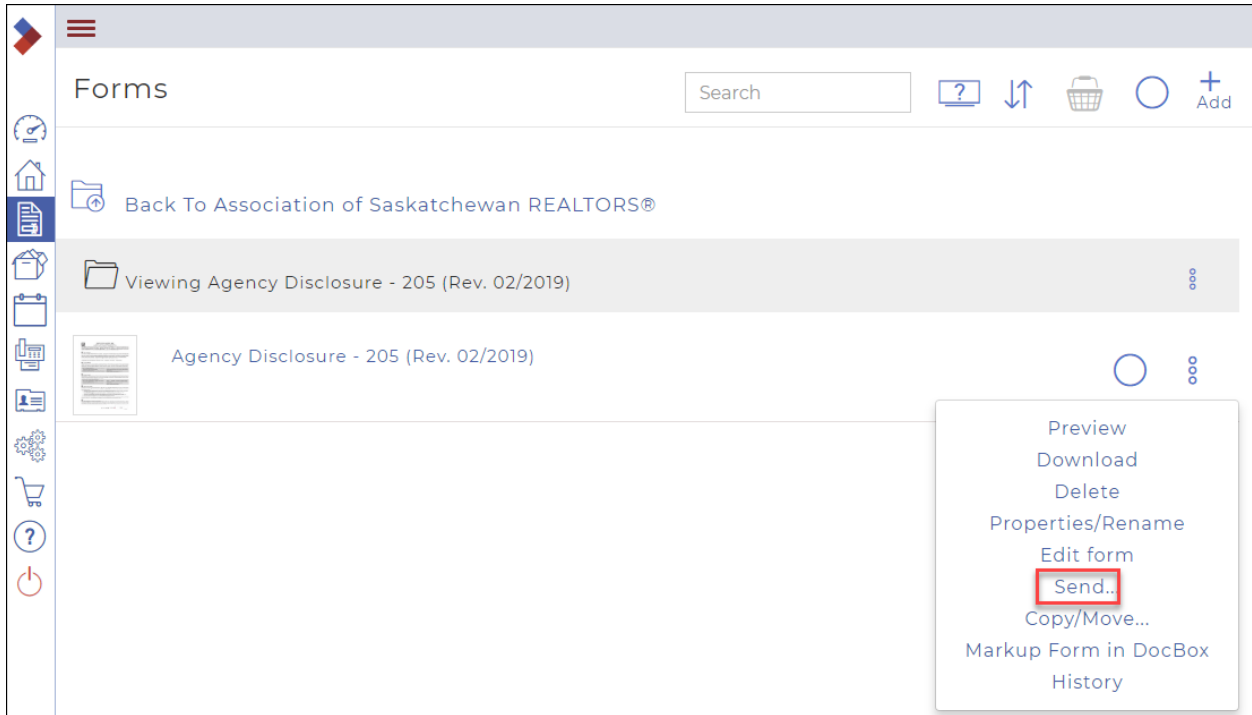 Forms
Search
?
Add
Back To Association of Saskatchewan REALTORS®
Viewing Agency Disclosure - 205 (Rev. 02/2019)
Agency Disclosure - 205 (Rev. 02/2019)
Preview
Download
Delete
Properties/Rename
Edit form
Send...
Copy/Move...
Markup Form in DocBox
History
?